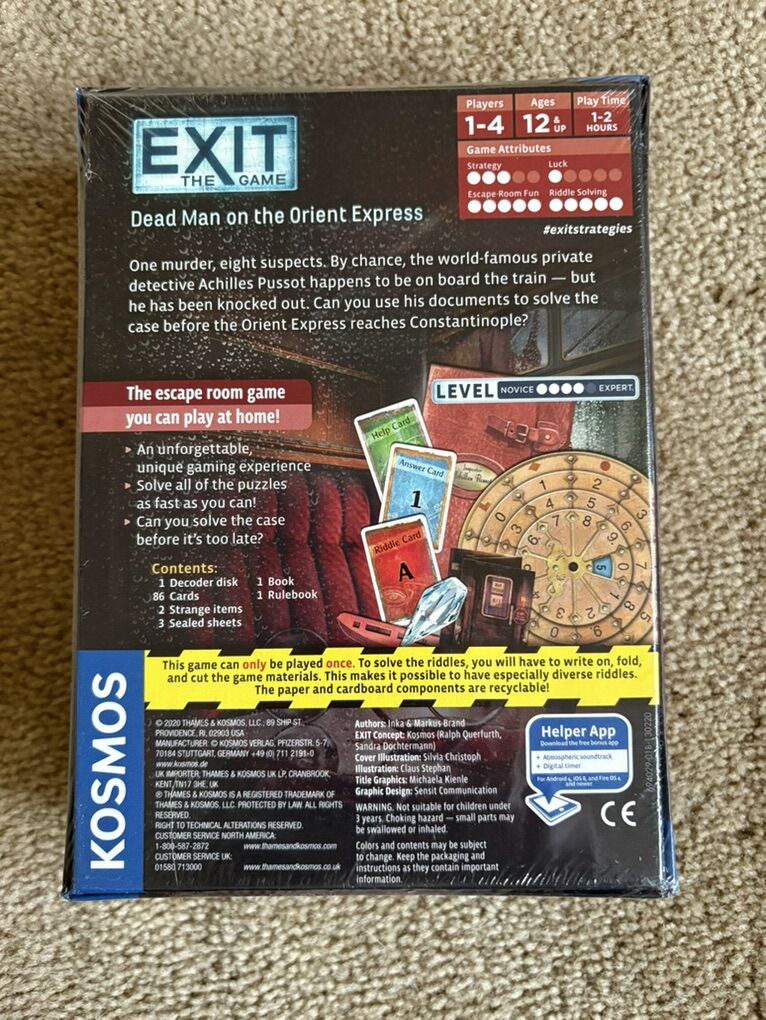 EXIT
THE GAME
Players
1-4
Ages
12 & UP
Play Time
1-2
HOURS
Game Attributes
Strategy
Luck
Escape-Room Fun
Riddle Solving
#exitstrategies
Dead Man on the Orient Express
One murder, eight suspects. By chance, the world-famous private
detective Achilles Pussot happens to be on board the train — but
he has been knocked out. Can you use his documents to solve the
case before the Orient Express reaches Constantinople?
The escape room game
you can play at home!
LEVEL NOVICE EXPERT
▸ An unforgettable,
unique gaming experience
▸ Solve all of the puzzles
as fast as you can!
▸ Can you solve the case
before it's too late?
Help Card
Answer Card
1
Riddle Card
A
Contents:
1 Decoder disk
86 Cards
2 Strange items
3 Sealed sheets
1 Book
1 Rulebook
This game can only be played once. To solve the riddles, you will have to write on, fold,
and cut the game materials. This makes it possible to have especially diverse riddles.
The paper and cardboard components are recyclable!
KOSMOS
© 2020 THAMES & KOSMOS, LLC., 89 SHIP ST.
PROVIDENCE, RI, 02903 USA
MANUFACTURER: © KOSMOS VERLAG, PFIZERSTR. 5-7,
70184 STUTTGART, GERMANY +49 (0) 711 2191-0
www.kosmos.de
UK IMPORTER: THAMES & KOSMOS UK LP, CRANBROOK,
KENT, TN17 3HE, UK
® THAMES & KOSMOS IS A REGISTERED TRADEMARK OF
THAMES & KOSMOS, LLC. PROTECTED BY LAW. ALL RIGHTS
RESERVED.
RIGHT TO TECHNICAL ALTERATIONS RESERVED.
CUSTOMER SERVICE NORTH AMERICA:
1-800-587-2872 www.thamesandkosmos.com
CUSTOMER SERVICE UK:
01580 713000 www.thamesandkosmos.co.uk
Authors: Inka & Markus Brand
EXIT Concept: Kosmos (Ralph Querfurth,
Sandra Dochtermann)
Cover Illustration: Silvia Christoph
Illustration: Claus Stephan
Title Graphics: Michaela Kienle
Graphic Design: Sensit Communication
WARNING. Not suitable for children under
3 years. Choking hazard — small parts may
be swallowed or inhaled.
Colors and contents may be subject
to change. Keep the packaging and
instructions as they contain important
information.
Helper App
Download the free bonus app
+ Atmospheric soundtrack
+ Digital timer
For Android 4, iOS 8, and Fire OS 4
and newer
CE